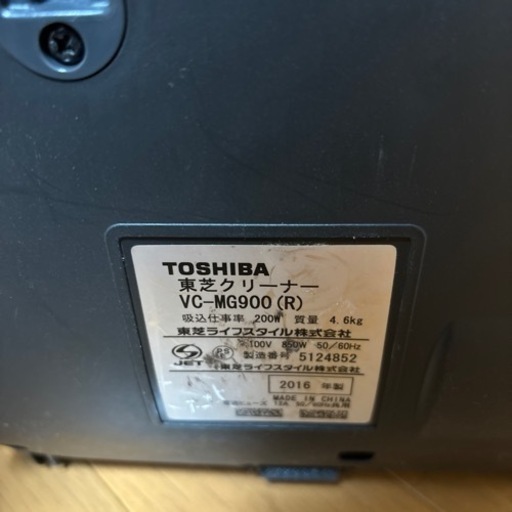 TOSHIBA
東芝クリーナー
VC-MG900(R)
吸込仕事率 200W 質量 4.6kg
東芝ライフスタイル株式会社
100V 850W 50/60Hz
JET 製造番号 5124852
東芝ライフスタイル株式会社
2016 年製
MADE IN CHINA